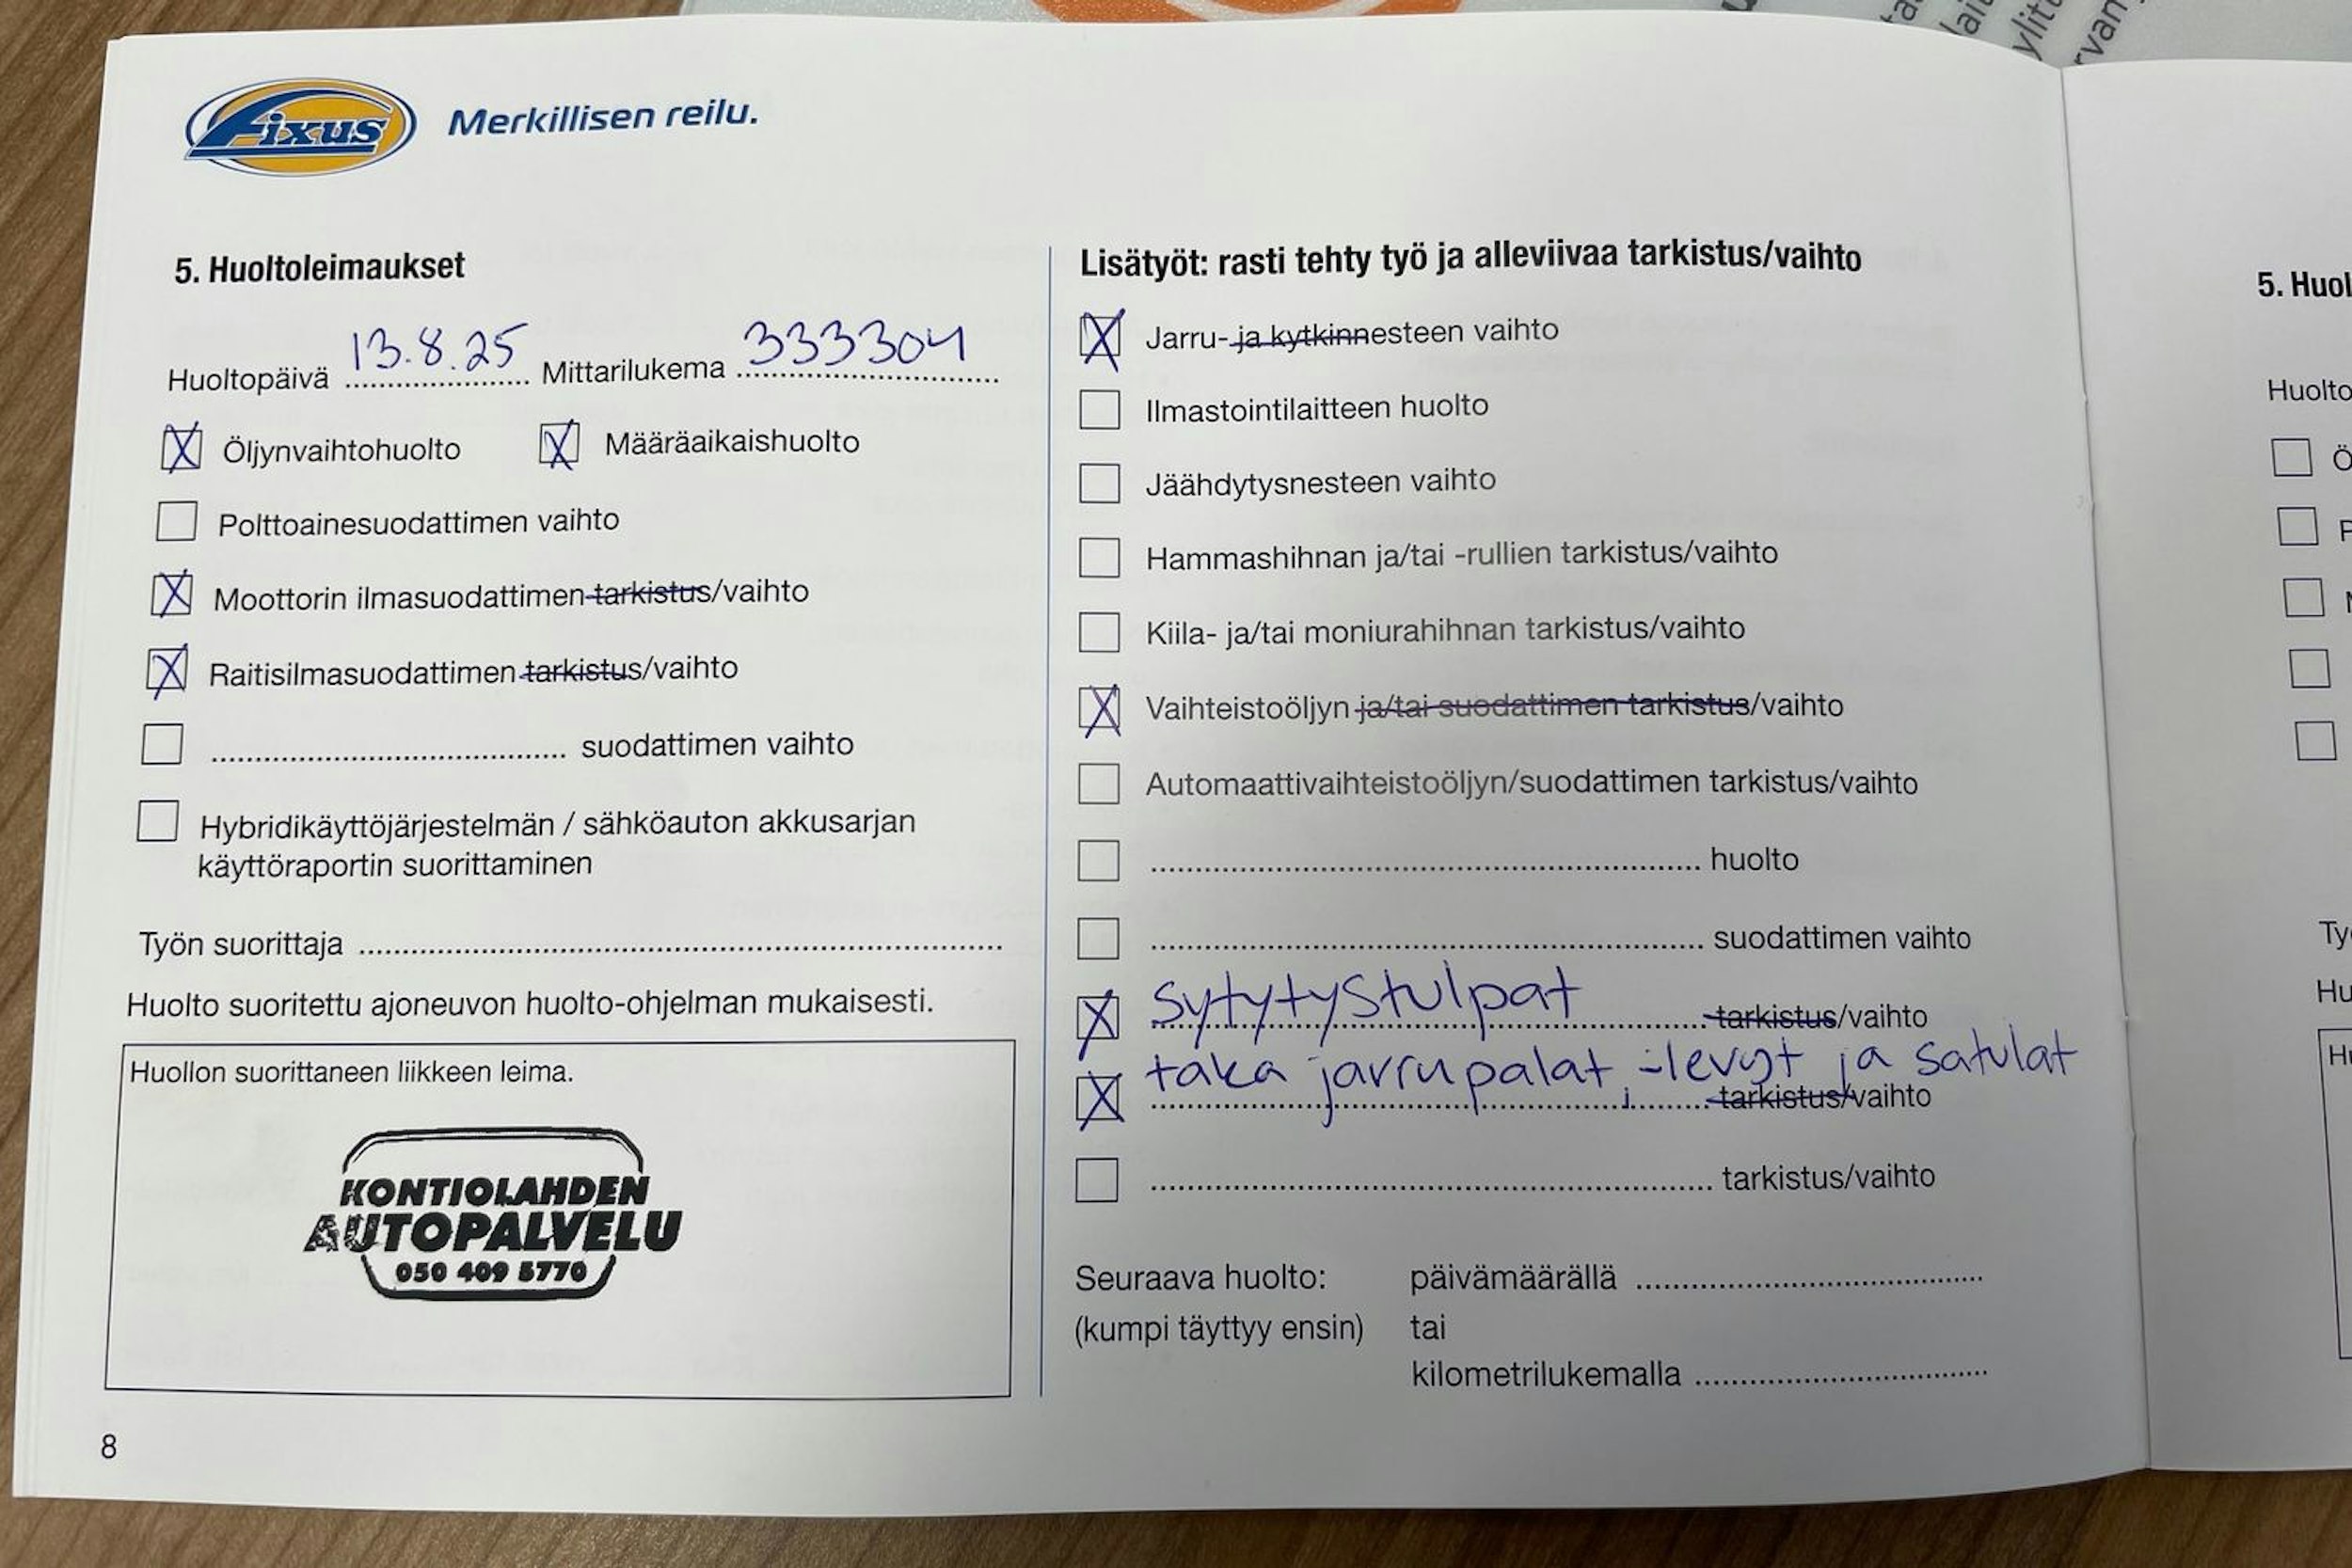 Fixus Merkillisen reilu.
5. Huoltoleimaukset
Huoltopäivä 13.8.25 Mittarilukema 333304
Öljynvaihtohuolto Määräaikaishuolto
Polttoainesuodattimen vaihto
Moottorin ilmasuodattimen tarkistus/vaihto
Raitisilmasuodattimen tarkistus/vaihto
suodattimen vaihto
Hybridikäyttöjärjestelmän / sähköauton akkusarjan
käyttöraportin suorittaminen
Työn suorittaja
Huolto suoritettu ajoneuvon huolto-ohjelman mukaisesti.
Huollon suorittaneen liikkeen leima.
KONTIOLAHDEN
AUTOPALVELU
050 409 5770
8
Lisätyöt: rasti tehty työ ja alleviivaa tarkistus/vaihto
Jarru- ja kytkinnesteen vaihto
Ilmastointilaitteen huolto
Jäähdytysnesteen vaihto
Hammashihnan ja/tai -rullien tarkistus/vaihto
Kiila- ja/tai moniurahihnan tarkistus/vaihto
Vaihteistoöljyn ja/tai suodattimen tarkistus/vaihto
Automaattivaihteistoöljyn/suodattimen tarkistus/vaihto
huolto
suodattimen vaihto
Sytytystulpat tarkistus/vaihto
taka jarrupalat, -levyt ja satulat
tarkistus/vaihto
tarkistus/vaihto
Seuraava huolto: päivämäärällä
(kumpi täyttyy ensin) tai
kilometrilukemalla
5. Huol
Huolto
Ö
P
Ty
Hu